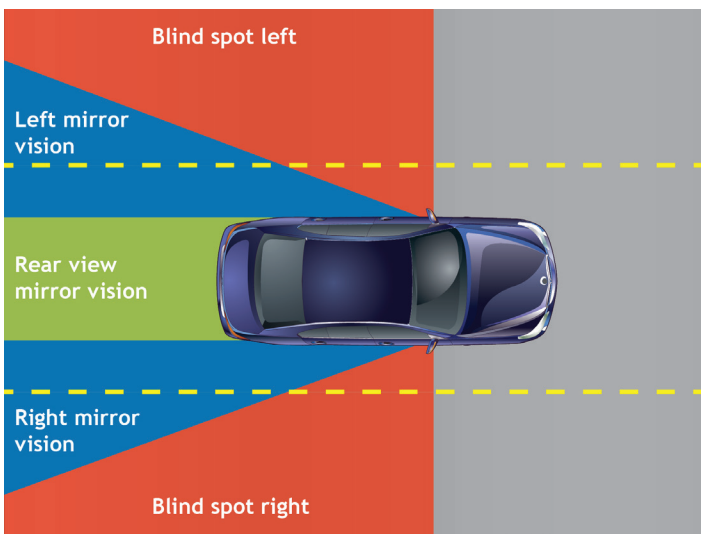 Blind spot left
Left mirror
vision
Rear view
mirror vision
Right mirror
vision
Blind spot right